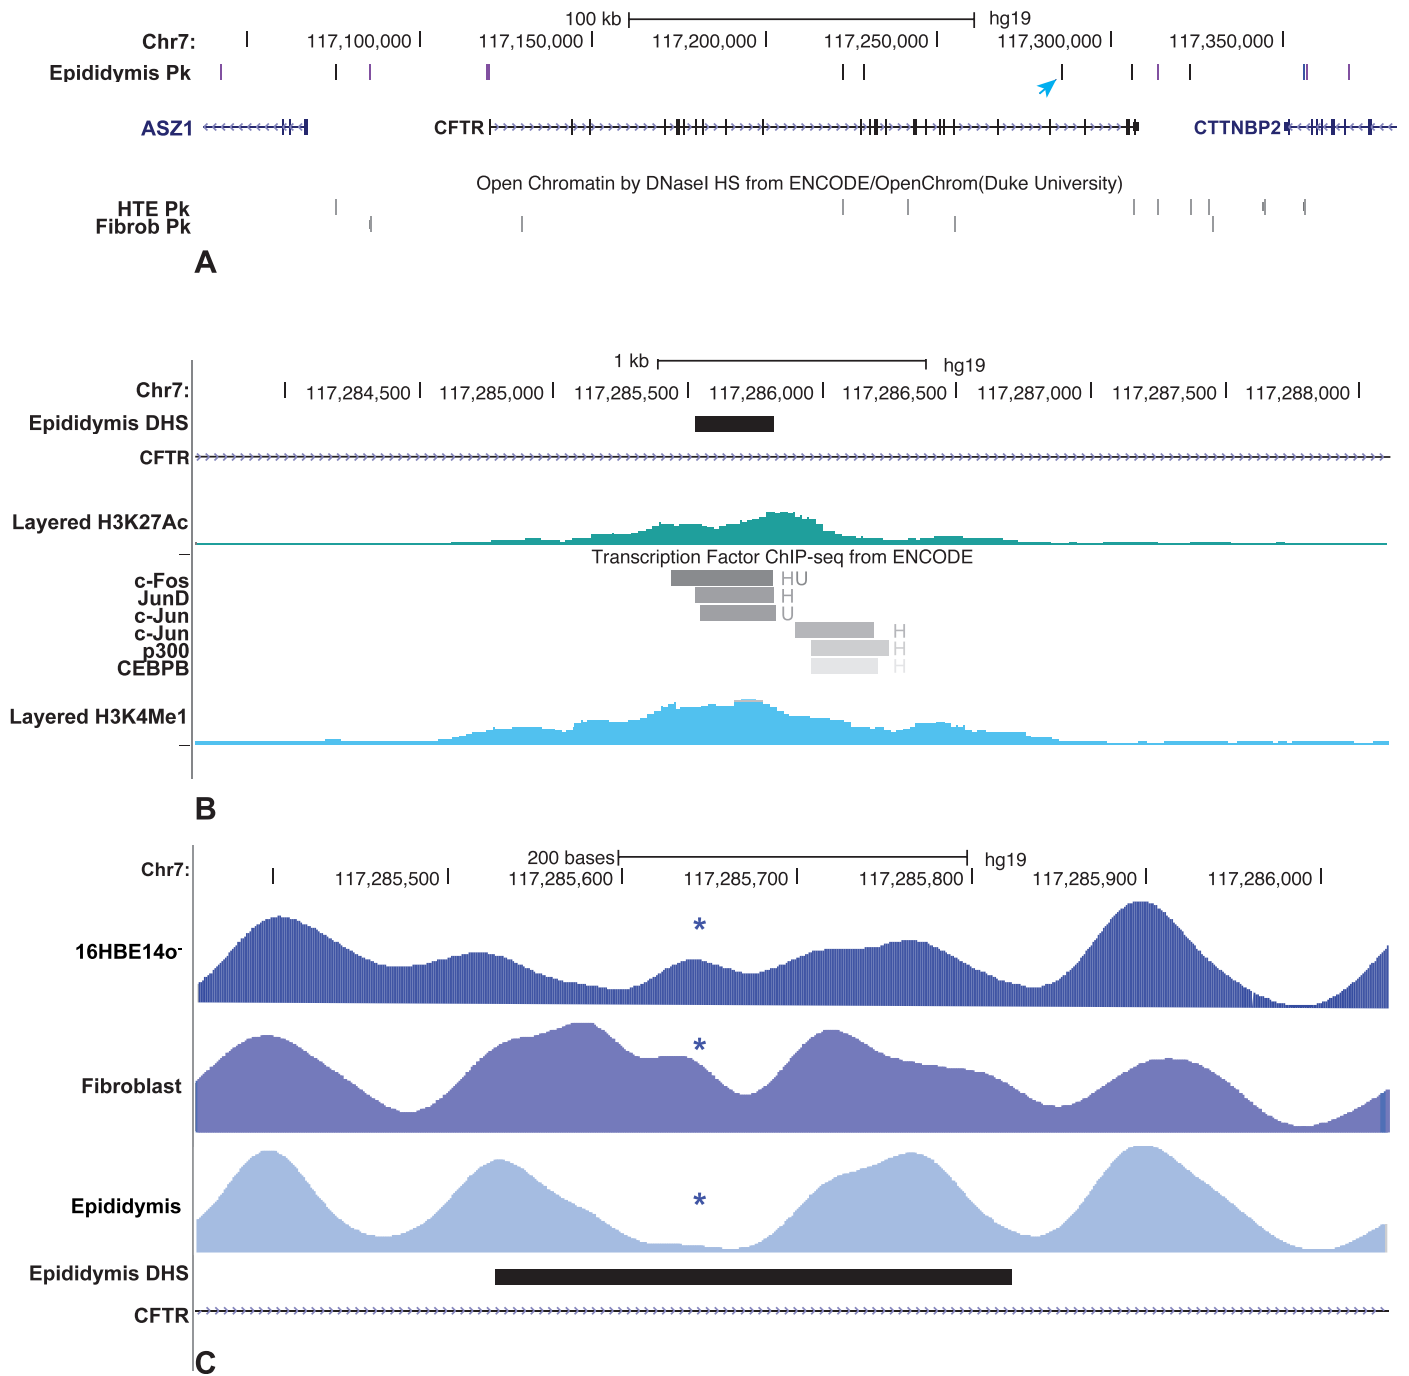 100 kb hg19
Chr7: 117,100,000 117,150,000 117,200,000 117,250,000 117,300,000 117,350,000
Epididymis Pk
ASZ1 CFTR CTTNBP2
Open Chromatin by DNaseI HS from ENCODE/OpenChrom(Duke University)
HTE Pk
Fibrob Pk
A
1 kb hg19
Chr7: 117,284,500 117,285,000 117,285,500 117,286,000 117,286,500 117,287,000 117,287,500 117,288,000
Epididymis DHS
CFTR
Layered H3K27Ac
Transcription Factor ChIP-seq from ENCODE
c-Fos HU
JunD H
c-Jun U
c-Jun H
p300 H
CEBPB H
Layered H3K4Me1
B
200 bases hg19
Chr7: 117,285,500 117,285,600 117,285,700 117,285,800 117,285,900 117,286,000
*
16HBE14o-
*
Fibroblast
*
Epididymis
Epididymis DHS
CFTR
C